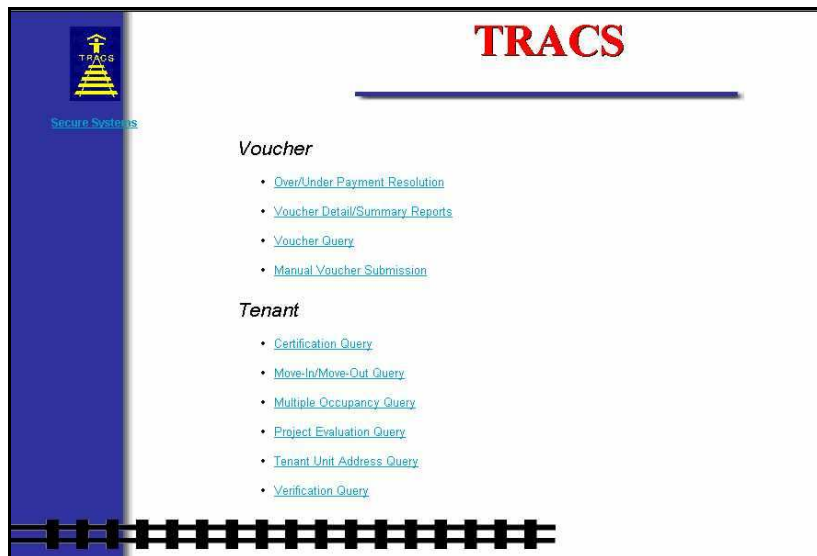 TRACS
TRACS
Secure Systems
Voucher
• Over/Under Payment Resolution
• Voucher Detail/Summary Reports
• Voucher Query
• Manual Voucher Submission
Tenant
• Certification Query
• Move-In/Move-Out Query
• Multiple Occupancy Query
• Project Evaluation Query
• Tenant Unit Address Query
• Verification Query